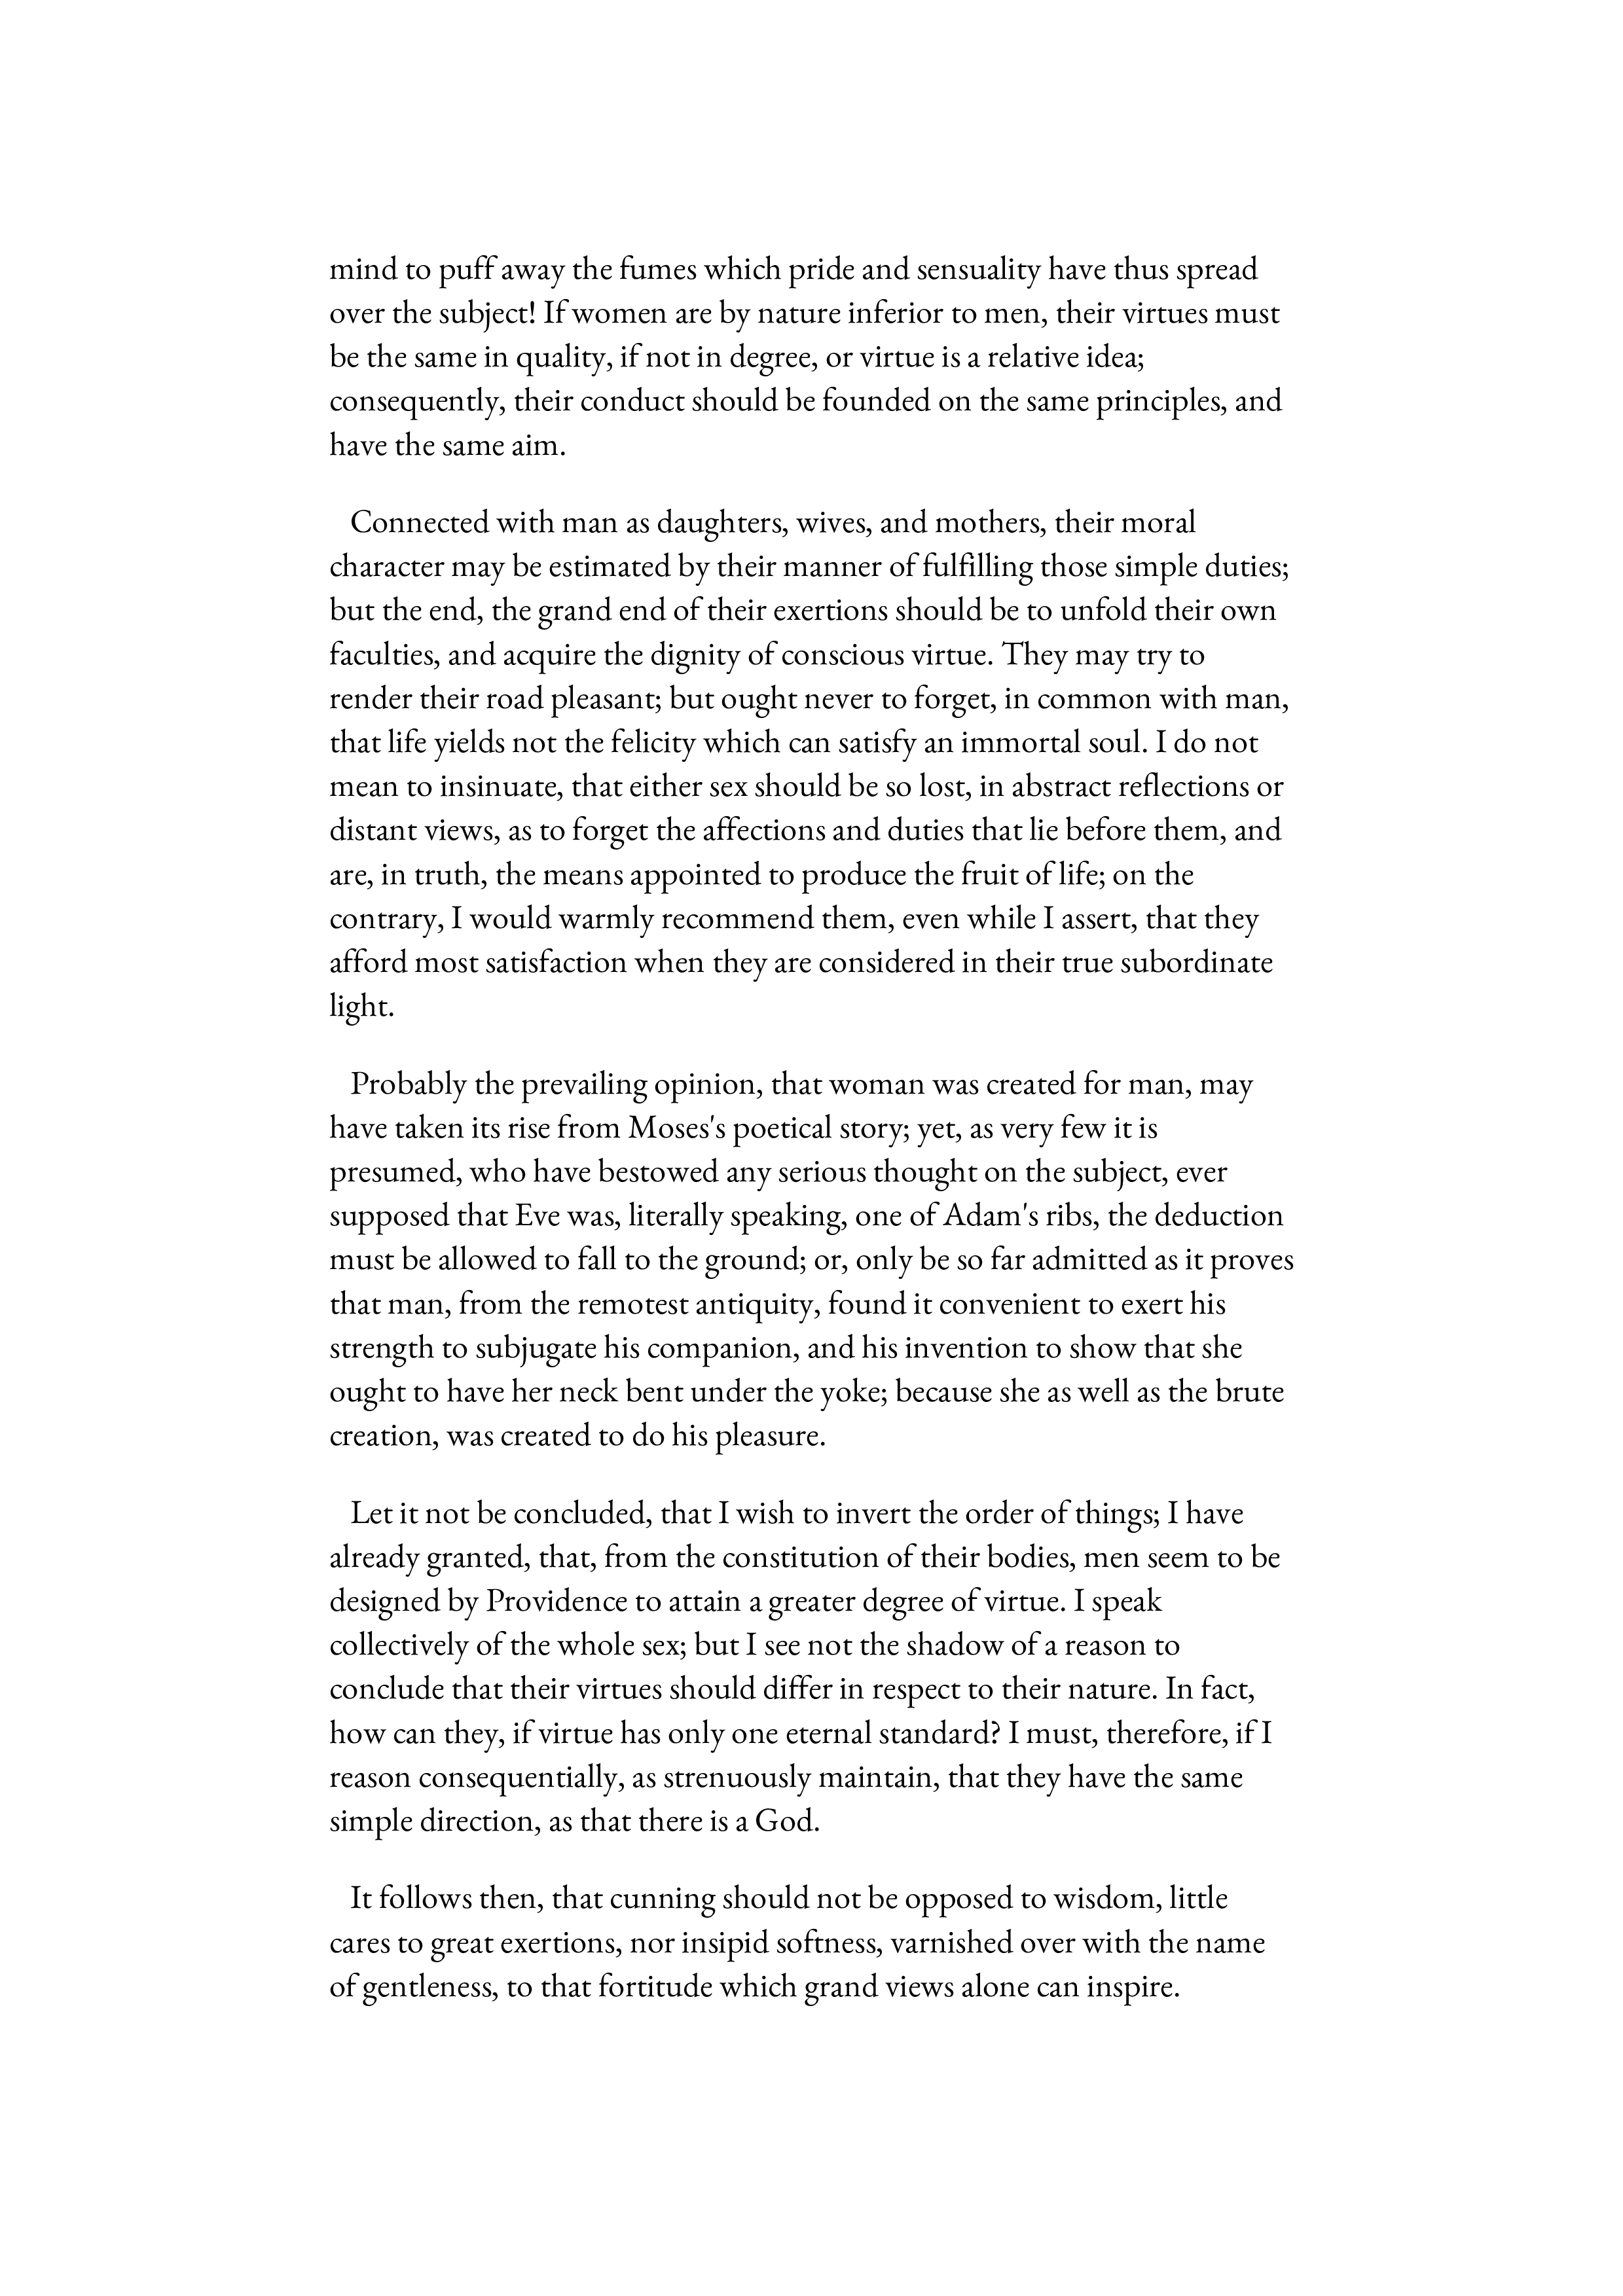 mind to puff away the fumes which pride and sensuality have thus spread
over the subject! If women are by nature inferior to men, their virtues must
be the same in quality, if not in degree, or virtue is a relative idea;
consequently, their conduct should be founded on the same principles, and
have the same aim.
Connected with man as daughters, wives, and mothers, their moral
character may be estimated by their manner of fulfilling those simple duties;
but the end, the grand end of their exertions should be to unfold their own
faculties, and acquire the dignity of conscious virtue. They may try to
render their road pleasant; but ought never to forget, in common with man,
that life yields not the felicity which can satisfy an immortal soul. I do not
mean to insinuate, that either sex should be so lost, in abstract reflections or
distant views, as to forget the affections and duties that lie before them, and
are, in truth, the means appointed to produce the fruit of life; on the
contrary, I would warmly recommend them, even while I assert, that they
afford most satisfaction when they are considered in their true subordinate
light.
Probably the prevailing opinion, that woman was created for man, may
have taken its rise from Moses's poetical story; yet, as very few it is
presumed, who have bestowed any serious thought on the subject, ever
supposed that Eve was, literally speaking, one of Adam's ribs, the deduction
must be allowed to fall to the ground; or, only be so far admitted as it proves
that man, from the remotest antiquity, found it convenient to exert his
strength to subjugate his companion, and his invention to show that she
ought to have her neck bent under the yoke; because she as well as the brute
creation, was created to do his pleasure.
Let it not be concluded, that I wish to invert the order of things; I have
already granted, that, from the constitution of their bodies, men seem to be
designed by Providence to attain a greater degree of virtue. I speak
collectively of the whole sex; but I see not the shadow of a reason to
conclude that their virtues should differ in respect to their nature. In fact,
how can they, if virtue has only one eternal standard? I must, therefore, if I
reason consequentially, as strenuously maintain, that they have the same
simple direction, as that there is a God.
It follows then, that cunning should not be opposed to wisdom, little
cares to great exertions, nor insipid softness, varnished over with the name
of gentleness, to that fortitude which grand views alone can inspire.